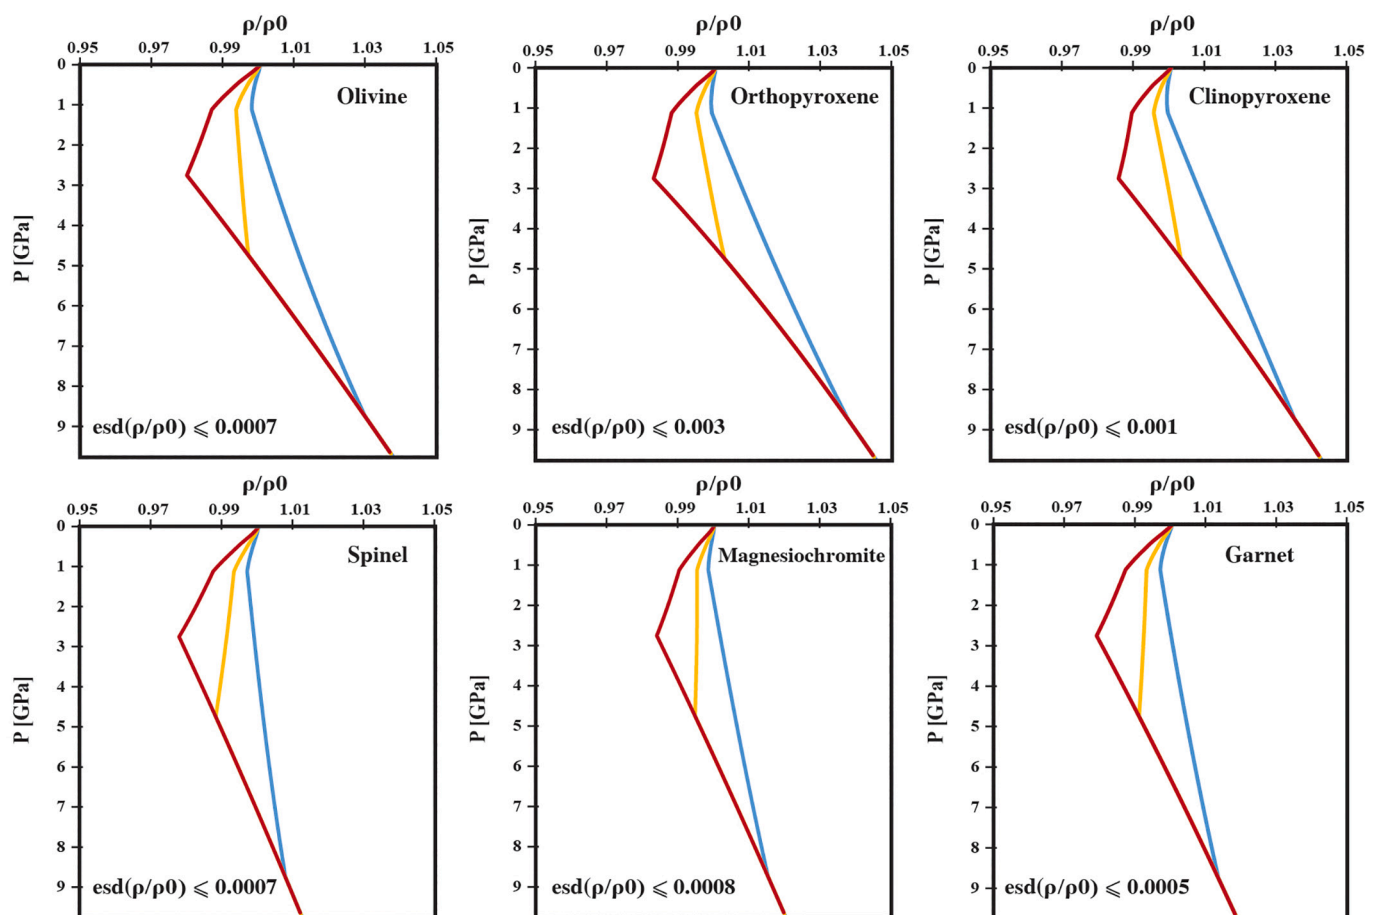 ρ/ρ0
0.95 0.97 0.99 1.01 1.03 1.05
Olivine
P [GPa]
0
1
2
3
4
5
6
7
8
9
esd(ρ/ρ0) ⩽ 0.0007
ρ/ρ0
0.95 0.97 0.99 1.01 1.03 1.05
Orthopyroxene
P [GPa]
0
1
2
3
4
5
6
7
8
9
esd(ρ/ρ0) ⩽ 0.003
ρ/ρ0
0.95 0.97 0.99 1.01 1.03 1.05
Clinopyroxene
P [GPa]
0
1
2
3
4
5
6
7
8
9
esd(ρ/ρ0) ⩽ 0.001
ρ/ρ0
0.95 0.97 0.99 1.01 1.03 1.05
Spinel
P [GPa]
0
1
2
3
4
5
6
7
8
9
esd(ρ/ρ0) ⩽ 0.0007
ρ/ρ0
0.95 0.97 0.99 1.01 1.03 1.05
Magnesiochromite
P [GPa]
0
1
2
3
4
5
6
7
8
9
esd(ρ/ρ0) ⩽ 0.0008
ρ/ρ0
0.95 0.97 0.99 1.01 1.03 1.05
Garnet
P [GPa]
0
1
2
3
4
5
6
7
8
9
esd(ρ/ρ0) ⩽ 0.0005